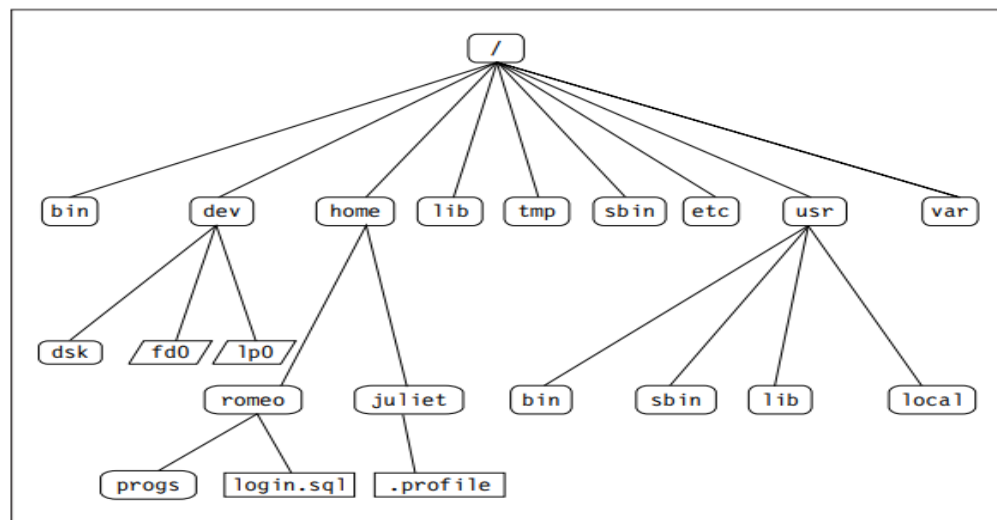 /
bin dev home lib tmp sbin etc usr var
dsk fd0 lp0
romeo juliet bin sbin lib local
progs login.sql .profile